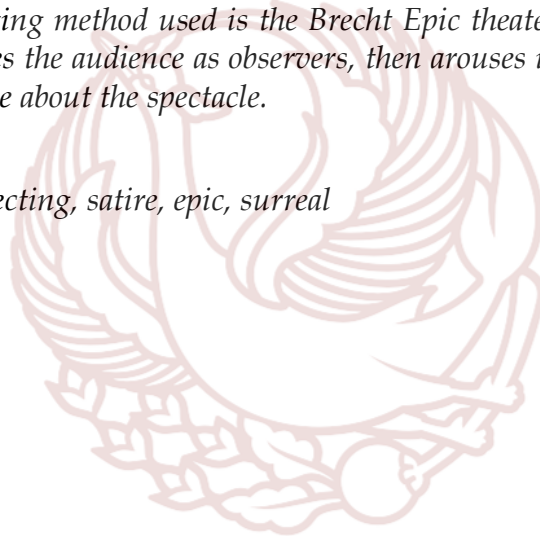 ing method used is the Brecht Epic theate
the audience as observers, then arouses
e about the spectacle.
ecting, satire, epic, surreal